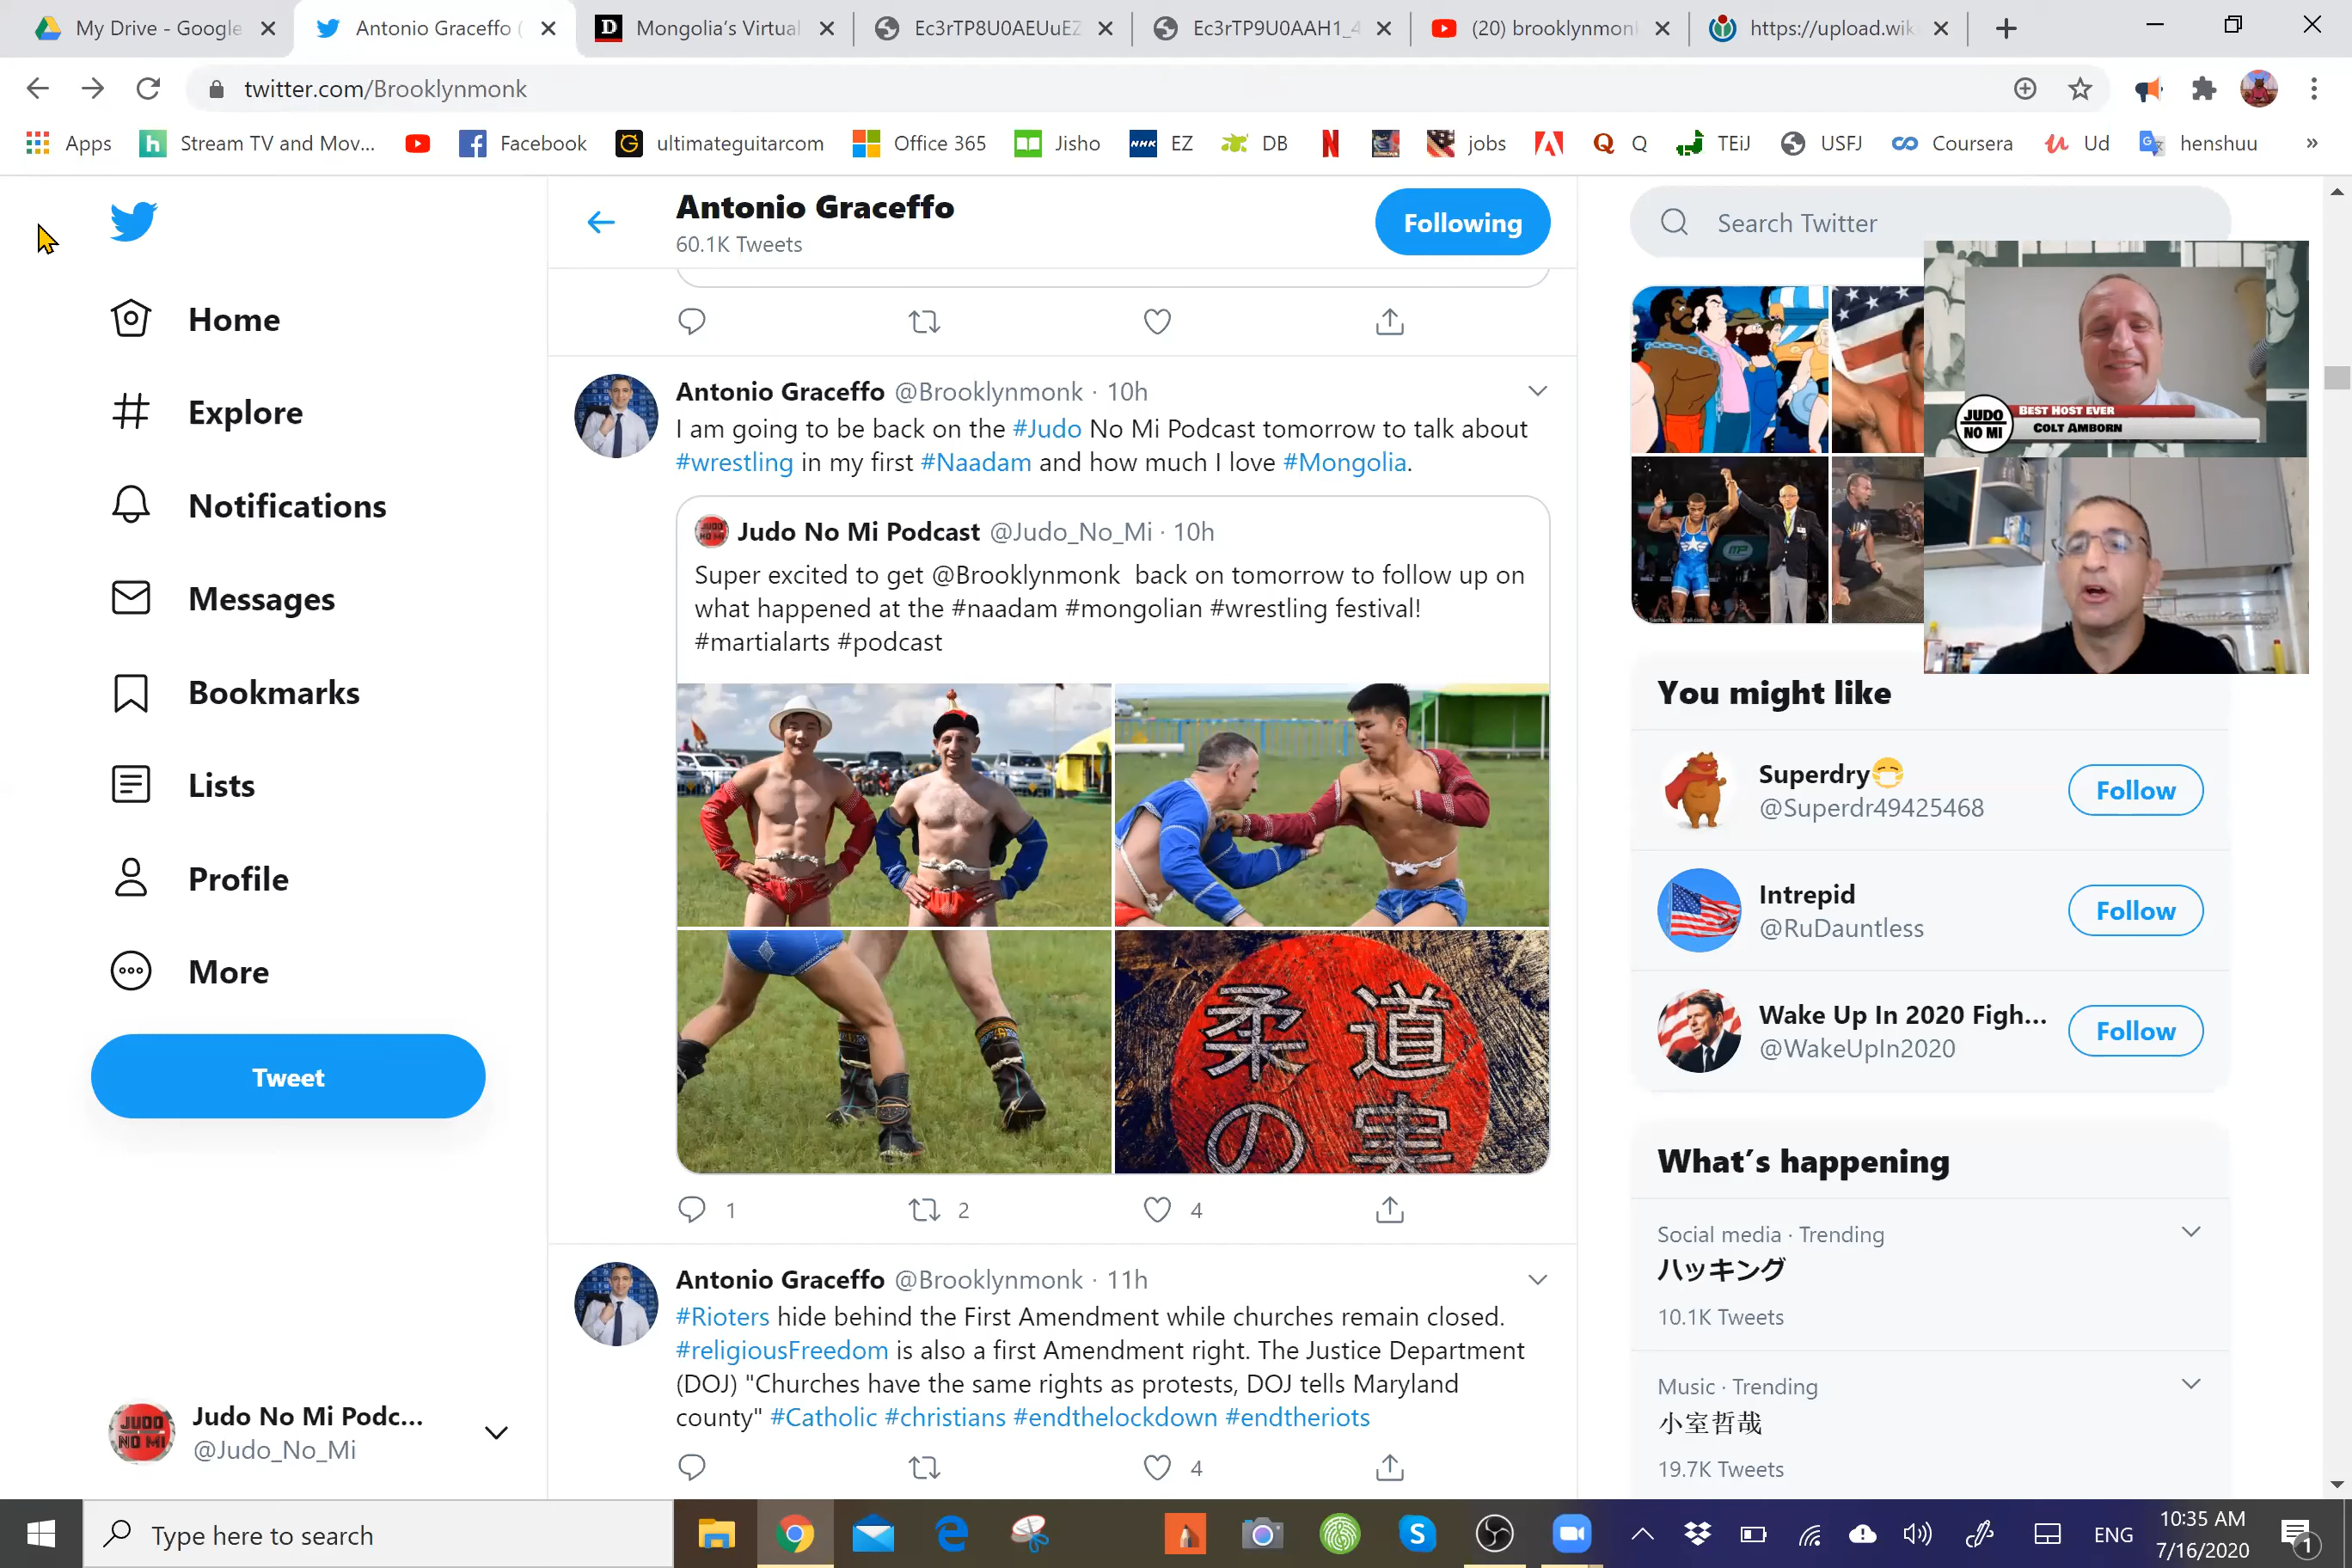 My Drive - Google
Antonio Graceffo (
Mongolia's Virtual
Ec3rTP8U0AEUuEZ
Ec3rTP9U0AAH1_4
(20) brooklynmon
https://upload.wik
twitter.com/Brooklynmonk
Apps
Stream TV and Mov...
Facebook
ultimateguitarcom
Office 365
Jisho
NHK
EZ
DB
jobs
Q
TEiJ
USFJ
Coursera
Ud
henshuu
»
Home
Explore
Notifications
Messages
Bookmarks
Lists
Profile
More
Tweet
Judo No Mi Podc...
@Judo_No_Mi
Antonio Graceffo
60.1K Tweets
Following
Antonio Graceffo @Brooklynmonk · 10h
I am going to be back on the #Judo No Mi Podcast tomorrow to talk about
#wrestling in my first #Naadam and how much I love #Mongolia.
Judo No Mi Podcast @Judo_No_Mi · 10h
Super excited to get @Brooklynmonk back on tomorrow to follow up on
what happened at the #naadam #mongolian #wrestling festival!
#martialarts #podcast
柔道
の実
1
2
4
Antonio Graceffo @Brooklynmonk · 11h
#Rioters hide behind the First Amendment while churches remain closed.
#religiousFreedom is also a first Amendment right. The Justice Department
(DOJ) "Churches have the same rights as protests, DOJ tells Maryland
county" #Catholic #christians #endthelockdown #endtheriots
4
Search Twitter
JUDO
NO MI
BEST HOST EVER
COLT AMBORN
You might like
Superdry
@Superdr49425468
Follow
Intrepid
@RuDauntless
Follow
Wake Up In 2020 Figh...
@WakeUpIn2020
Follow
What's happening
Social media · Trending
ハッキング
10.1K Tweets
Music · Trending
小室哲哉
19.7K Tweets
Type here to search
ENG
10:35 AM
7/16/2020
1